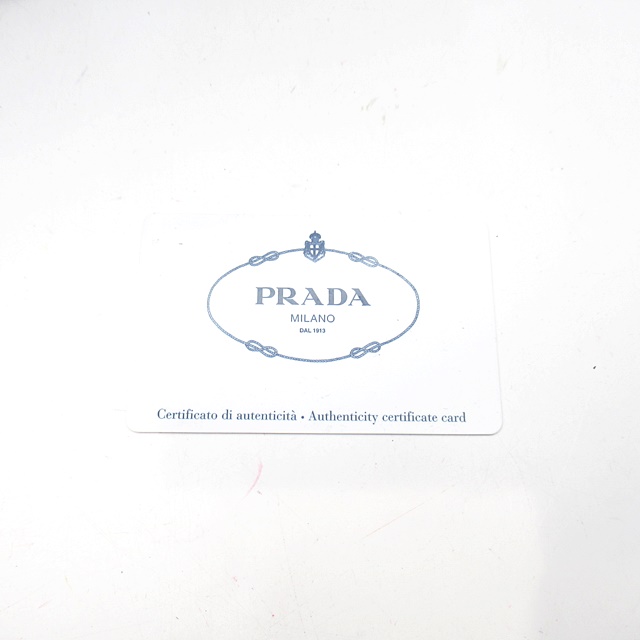 PRADA
MILANO
DAL 1913
Certificato di autenticità • Authenticity certificate card